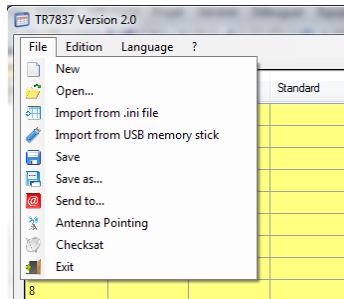 TR7837 Version 2.0
File Edition Language ?
New
Open...
Standard
Import from .ini file
Import from USB memory stick
Save
Save as...
Send to...
Antenna Pointing
Checksat
Exit
8